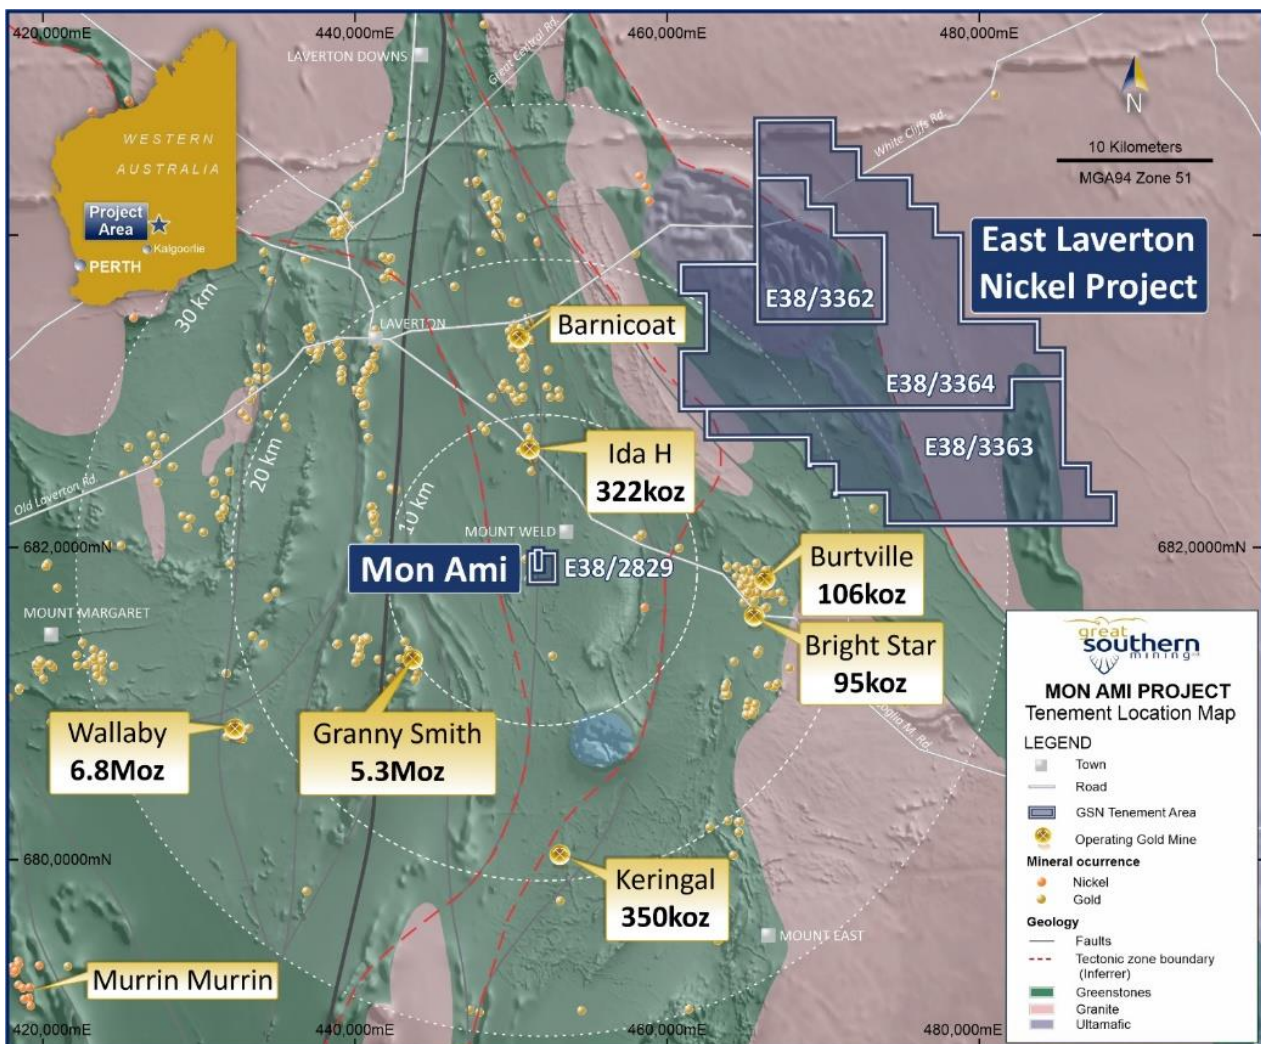 420,000mE
440,000mE
460,000mE
480,000mE
LAVERTON DOWNS
Great Central Rd.
White Cliffs Rd.
N
10 Kilometers
MGA94 Zone 51
WESTERN
AUSTRALIA
Project
Area
Kalgoorlie
PERTH
30 km
East Laverton
Nickel Project
E38/3362
LAVERTON
Barnicoat
E38/3364
E38/3363
20 km
Ida H
322koz
Old Laverton Rd.
10 km
MOUNT WELD
682,0000mN
682,0000mN
Mon Ami
E38/2829
Burtville
106koz
MOUNT MARGARET
Bright Star
95koz
Wallaby
6.8Moz
Granny Smith
5.3Moz
M. Rd.
680,0000mN
Keringal
350koz
MOUNT EAST
Murrin Murrin
420,000mE
440,000mE
460,000mE
480,000mE
great
southern
mining
MON AMI PROJECT
Tenement Location Map
LEGEND
Town
Road
GSN Tenement Area
Operating Gold Mine
Mineral ocurrence
Nickel
Gold
Geology
Faults
Tectonic zone boundary
(Inferrer)
Greenstones
Granite
Ultamafic